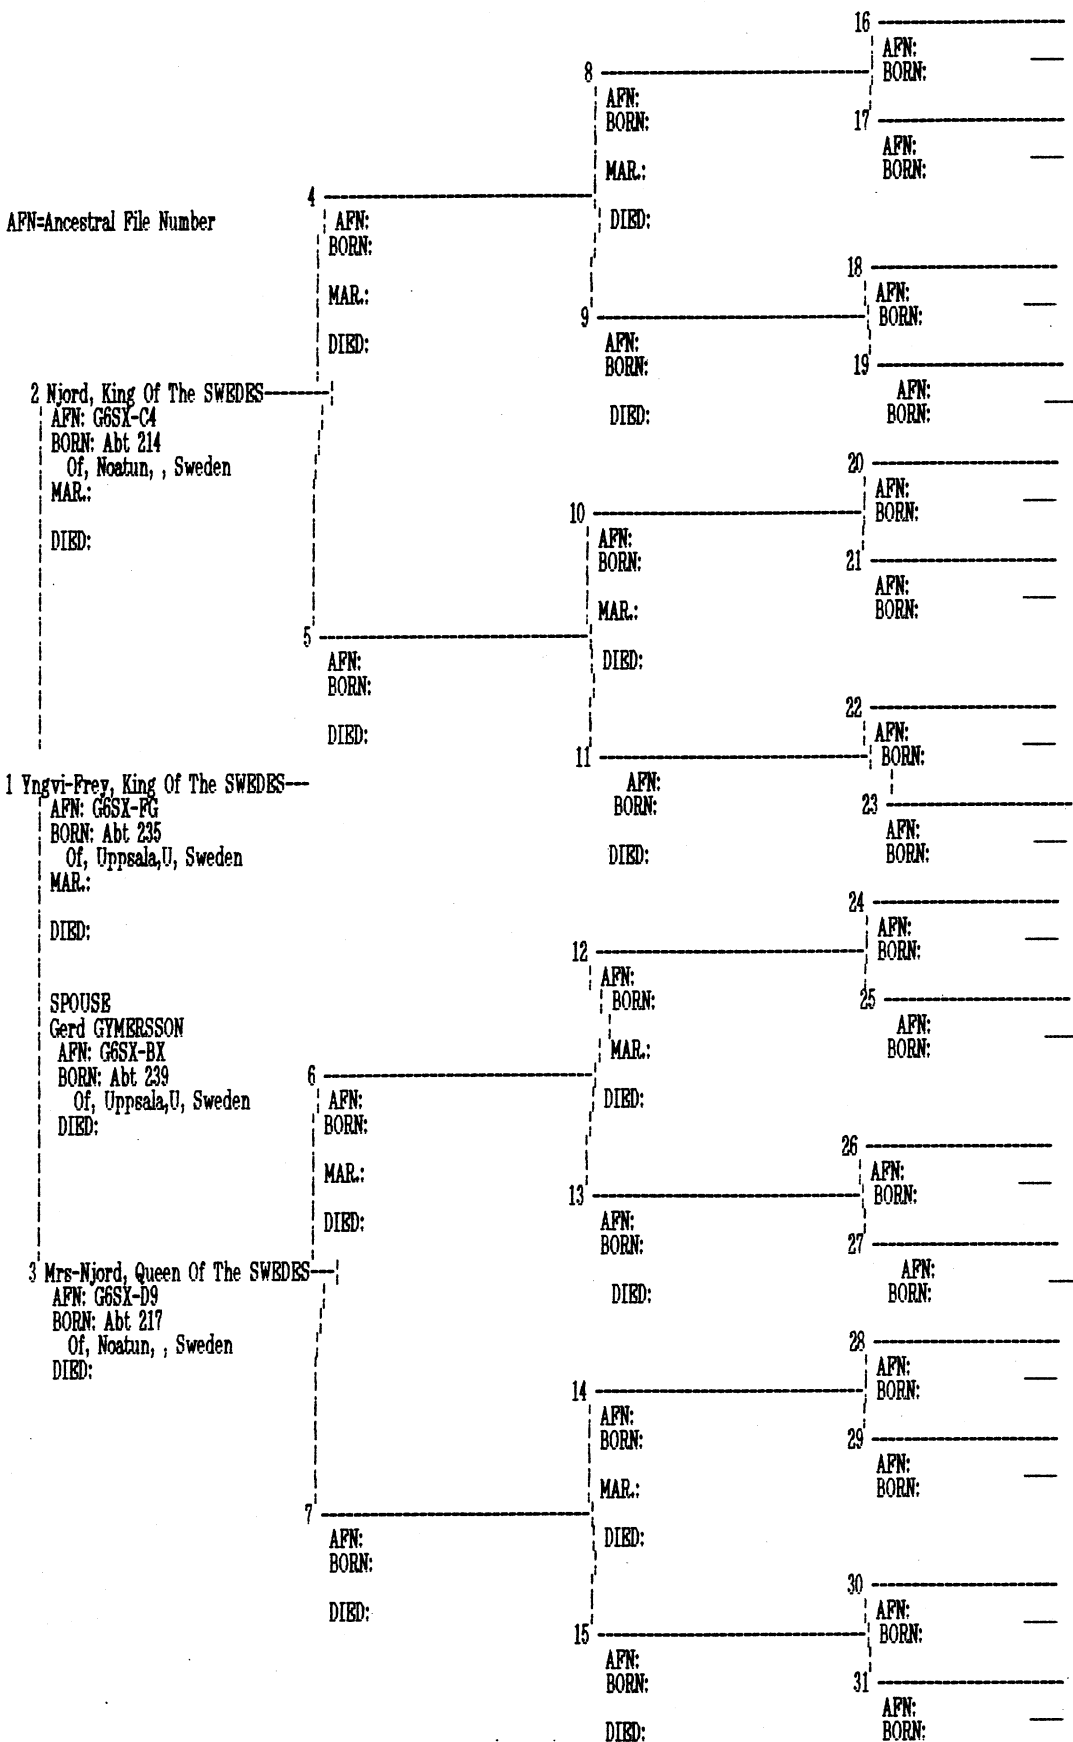 16
AFN:
BORN:
8
AFN:
BORN:
17
AFN:
BORN:
MAR.:
4
AFN=Ancestral File Number
AFN:
BORN:
DIED:
18
AFN:
BORN:
MAR.:
9
AFN:
BORN:
DIED:
19
AFN:
BORN:
DIED:
2 Njord, King Of The SWEDES
AFN: G6SX-C4
BORN: Abt 214
Of, Noatun, , Sweden
MAR.:
DIED:
20
AFN:
BORN:
10
AFN:
BORN:
21
AFN:
BORN:
MAR.:
5
AFN:
BORN:
DIED:
DIED:
22
AFN:
BORN:
11
AFN:
BORN:
23
AFN:
BORN:
DIED:
1 Yngvi-Frey, King Of The SWEDES
AFN: G6SX-FG
BORN: Abt 235
Of, Uppsala,U, Sweden
MAR.:
DIED:
24
AFN:
BORN:
12
AFN:
BORN:
25
AFN:
BORN:
MAR.:
SPOUSE
Gerd GYMERSSON
AFN: G6SX-BX
BORN: Abt 239
Of, Uppsala,U, Sweden
DIED:
6
AFN:
BORN:
DIED:
26
AFN:
BORN:
MAR.:
13
AFN:
BORN:
27
AFN:
BORN:
DIED:
DIED:
3 Mrs-Njord, Queen Of The SWEDES
AFN: G6SX-D9
BORN: Abt 217
Of, Noatun, , Sweden
DIED:
28
AFN:
BORN:
14
AFN:
BORN:
29
AFN:
BORN:
MAR.:
7
AFN:
BORN:
DIED:
DIED:
30
AFN:
BORN:
15
AFN:
BORN:
31
AFN:
BORN:
DIED: